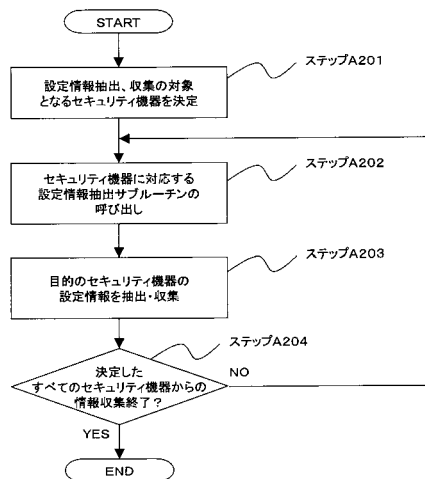 START
ステップA201
設定情報抽出、収集の対象
となるセキュリティ機器を決定
ステップA202
セキュリティ機器に対応する
設定情報抽出サブルーチンの
呼び出し
ステップA203
目的のセキュリティ機器の
設定情報を抽出・収集
ステップA204
決定した
すべてのセキュリティ機器からの
情報収集終了?
NO
YES
END